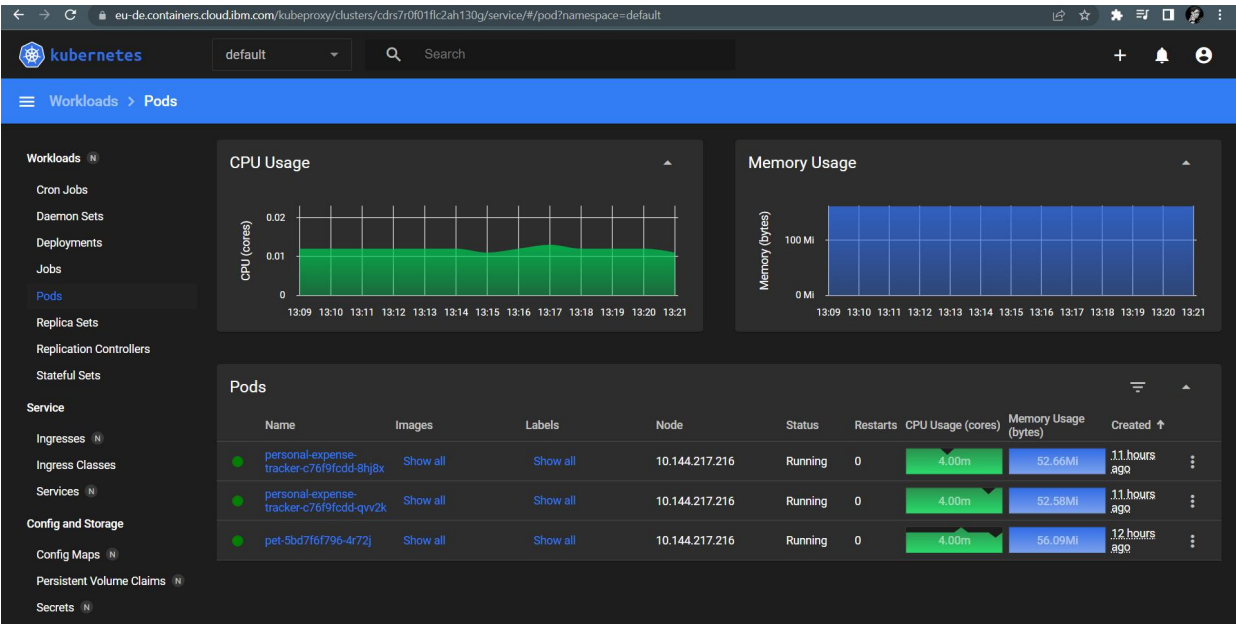 eu-de.containers.cloud.ibm.com/kubeproxy/clusters/cdrs7r0f01flc2ah130g/service/#/pod?namespace=default
kubernetes
default
Search
Workloads > Pods
Workloads N
Cron Jobs
Daemon Sets
Deployments
Jobs
Pods
Replica Sets
Replication Controllers
Stateful Sets
Service
Ingresses N
Ingress Classes
Services N
Config and Storage
Config Maps N
Persistent Volume Claims N
Secrets N
CPU Usage
CPU (cores)
0.02
0.01
0
13:09 13:10 13:11 13:12 13:13 13:14 13:15 13:16 13:17 13:18 13:19 13:20 13:21
Memory Usage
Memory (bytes)
100 Mi
0 Mi
13:09 13:10 13:11 13:12 13:13 13:14 13:15 13:16 13:17 13:18 13:19 13:20 13:21
Pods
Name Images Labels Node Status Restarts CPU Usage (cores) Memory Usage (bytes) Created
personal-expense-
tracker-c76f9fcdd-8hj8x Show all Show all 10.144.217.216 Running 0 4.00m 52.66Mi 11 hours
ago
personal-expense-
tracker-c76f9fcdd-qvv2k Show all Show all 10.144.217.216 Running 0 4.00m 52.58Mi 11 hours
ago
pet-5bd7f6f796-4r72j Show all Show all 10.144.217.216 Running 0 4.00m 56.09Mi 12 hours
ago